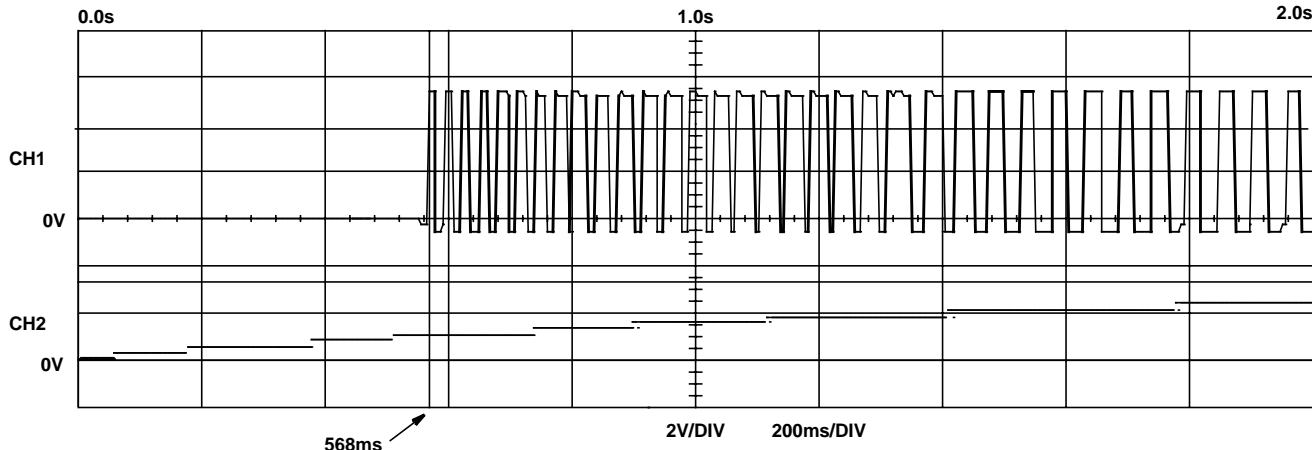 0.0s 1.0s 2.0s
CH1
0V
CH2
0V
568ms 2V/DIV 200ms/DIV